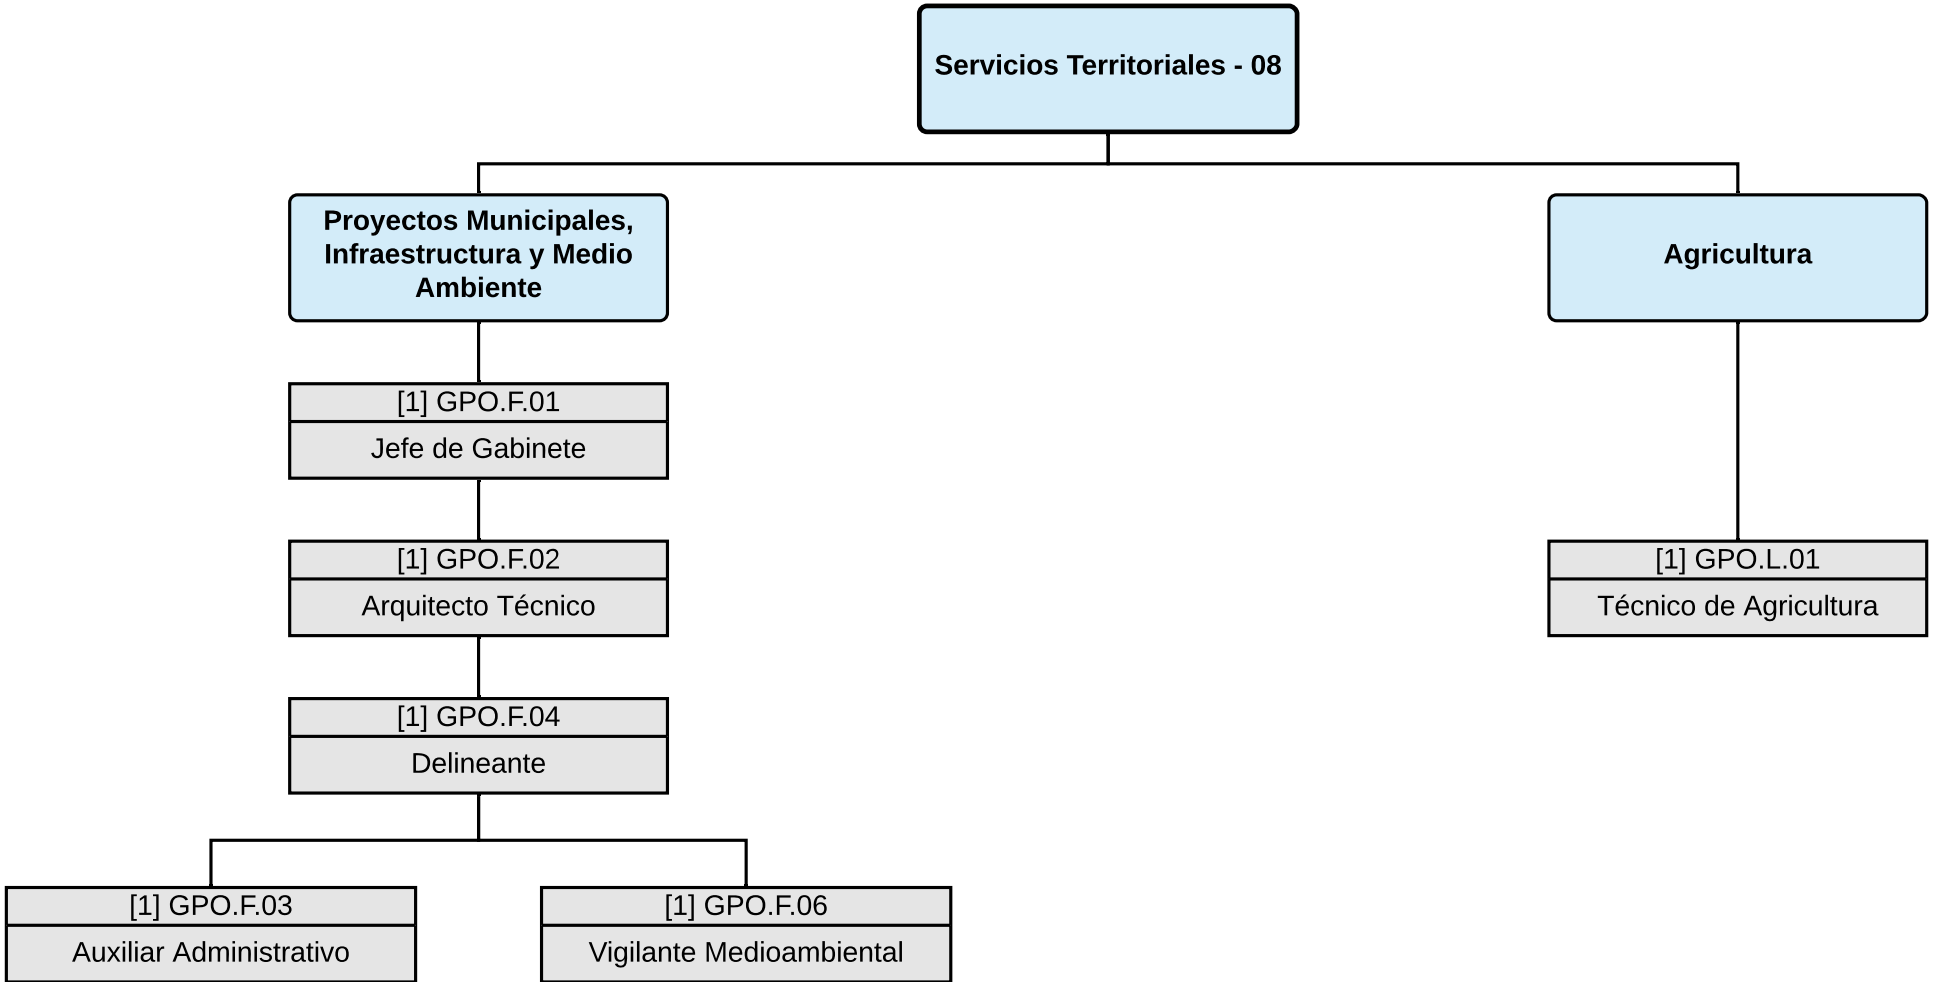 Servicios Territoriales - 08
Proyectos Municipales,
Infraestructura y Medio
Ambiente
Agricultura
[1] GPO.F.01
Jefe de Gabinete
[1] GPO.F.02
Arquitecto Técnico
[1] GPO.L.01
Técnico de Agricultura
[1] GPO.F.04
Delineante
[1] GPO.F.03
Auxiliar Administrativo
[1] GPO.F.06
Vigilante Medioambiental